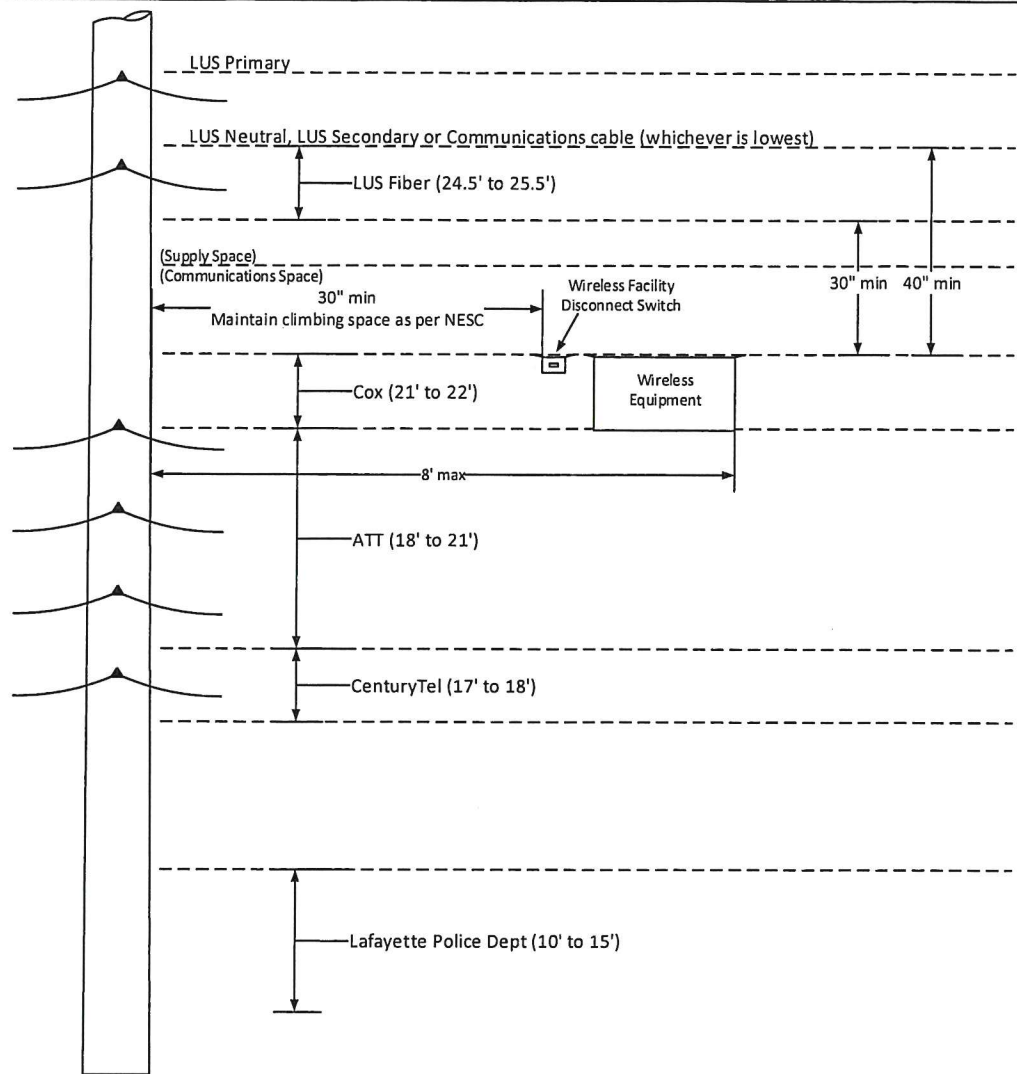 LUS Primary
LUS Neutral, LUS Secondary or Communications cable (whichever is lowest)
LUS Fiber (24.5' to 25.5')
(Supply Space)
(Communications Space)
30" min
Maintain climbing space as per NESC
Wireless Facility
Disconnect Switch
30" min
40" min
Cox (21' to 22')
Wireless
Equipment
8' max
ATT (18' to 21')
CenturyTel (17' to 18')
Lafayette Police Dept (10' to 15')